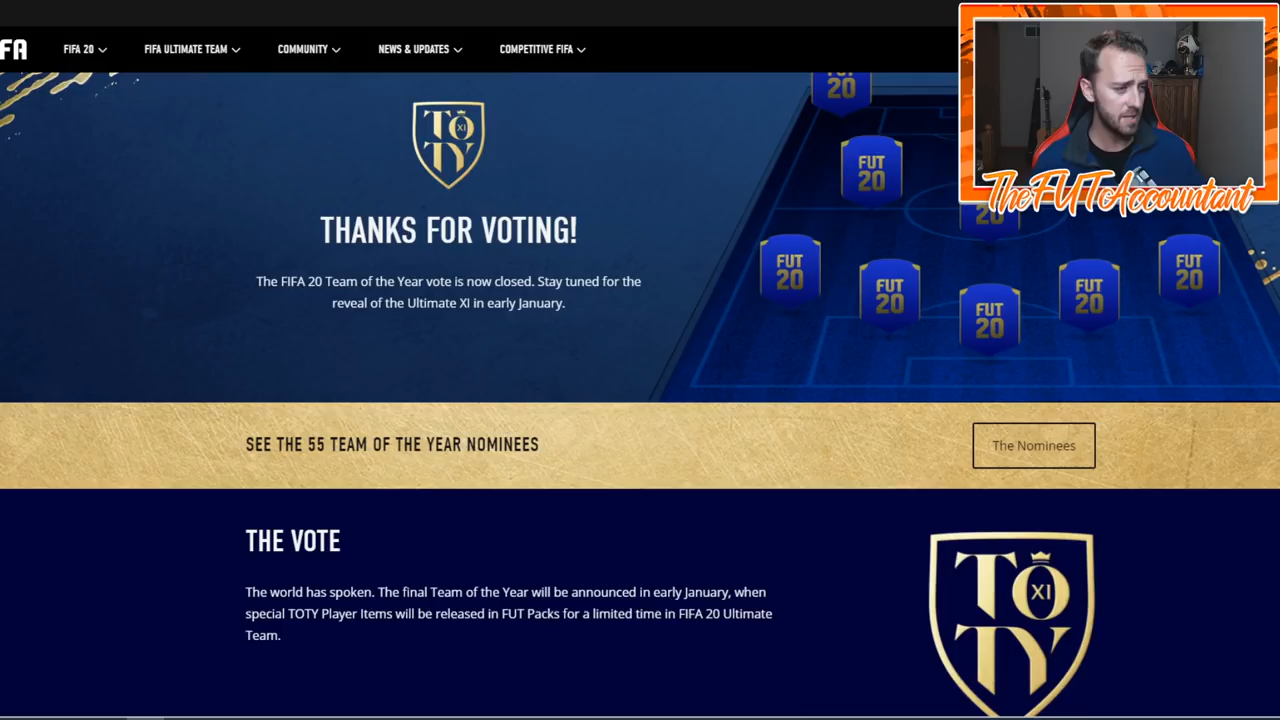 FA
FIFA 20
FIFA ULTIMATE TEAM
COMMUNITY
NEWS & UPDATES
COMPETITIVE FIFA
TheFUTAccountant
TO XI TY
THANKS FOR VOTING!
The FIFA 20 Team of the Year vote is now closed. Stay tuned for the
reveal of the Ultimate XI in early January.
FUT
20
FUT
20
20
FUT
20
FUT
20
FUT
20
FUT
20
FUT
20
SEE THE 55 TEAM OF THE YEAR NOMINEES
The Nominees
THE VOTE
The world has spoken. The final Team of the Year will be announced in early January, when
special TOTY Player Items will be released in FUT Packs for a limited time in FIFA 20 Ultimate
Team.
TO XI
TY